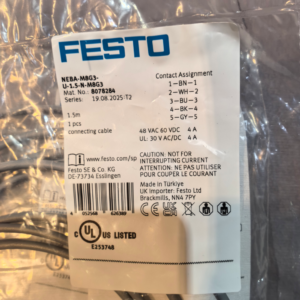 FESTO
NEBA-M8G3-
U-1.5-N-M8G3
Mat. No.: 8078284
Series: 19.08.2025-T2
1.5m
1 pcs
connecting cable
Contact Assignment
1-BN-1
2-WH-2
3-BU-3
4-BK-4
5-GY-5
48 VAC 60 VDC 4 A
UL: 30 V AC/DC 4 A
www.festo.com/sp
Festo SE & Co. KG
DE-73734 Esslingen
CAUTION: NOT FOR
INTERRUPTING CURRENT
ATTENTION: NE PAS UTILISER
POUR COUPER LE COURANT
Made in Türkiye
UK Importer: Festo Ltd
Brackmills, NN4 7PY
C UL US LISTED
E253748